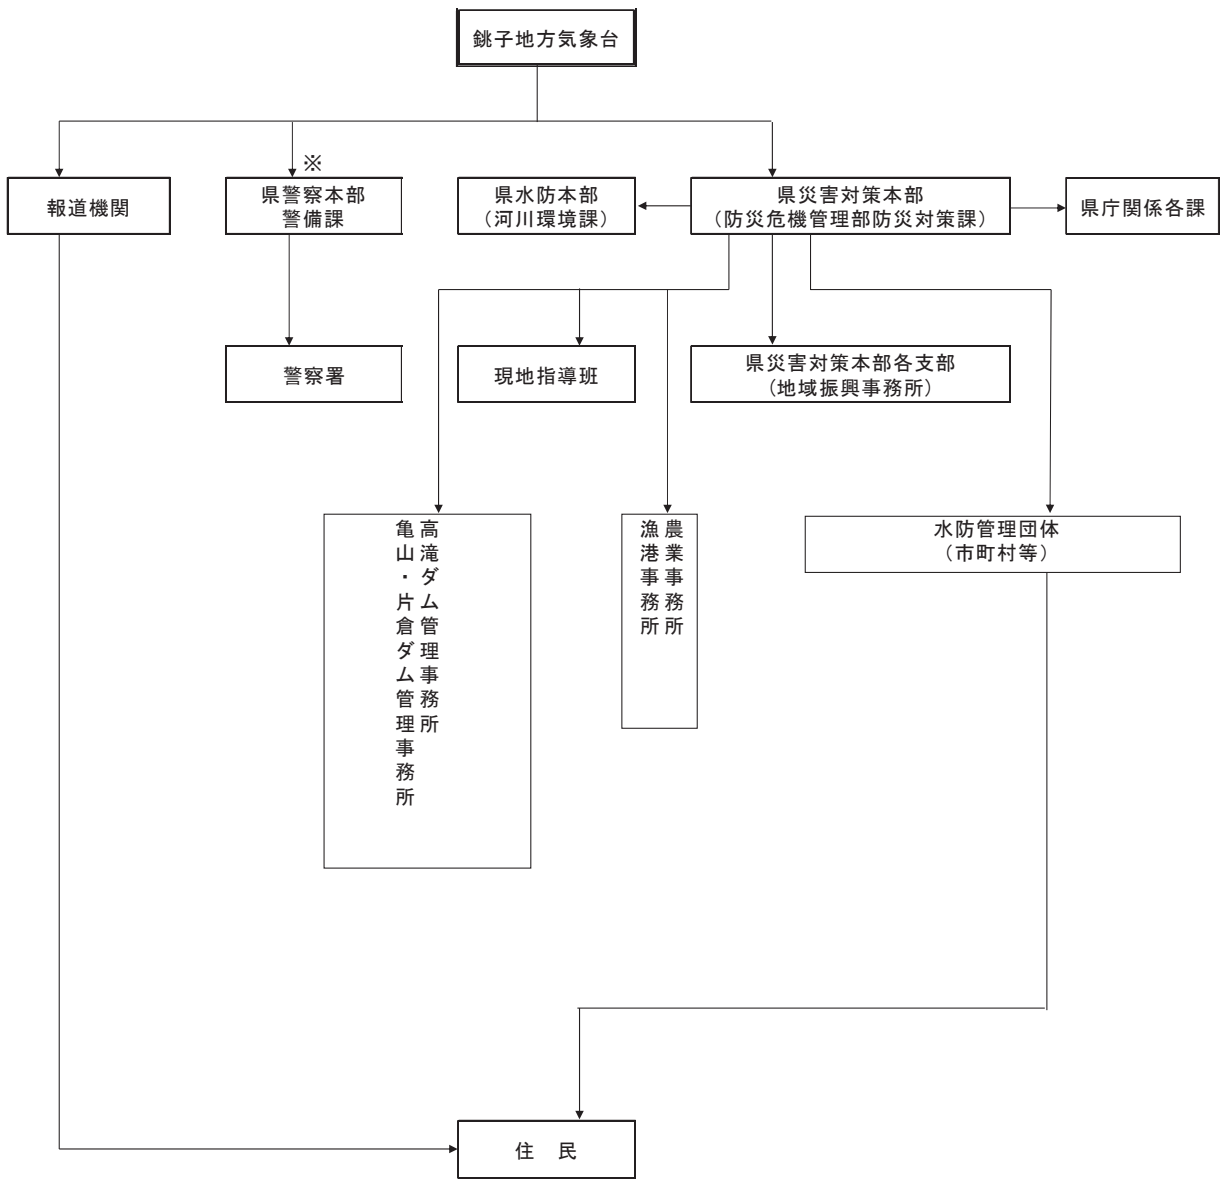 銚子地方気象台
※
報道機関
県警察本部
警備課
県水防本部
（河川環境課）
県災害対策本部
（防災危機管理部防災対策課）
県庁関係各課
警察署
現地指導班
県災害対策本部各支部
（地域振興事務所）
高滝ダム管理事務所
亀山・片倉ダム管理事務所
農業事務所
漁港事務所
水防管理団体
（市町村等）
住　民